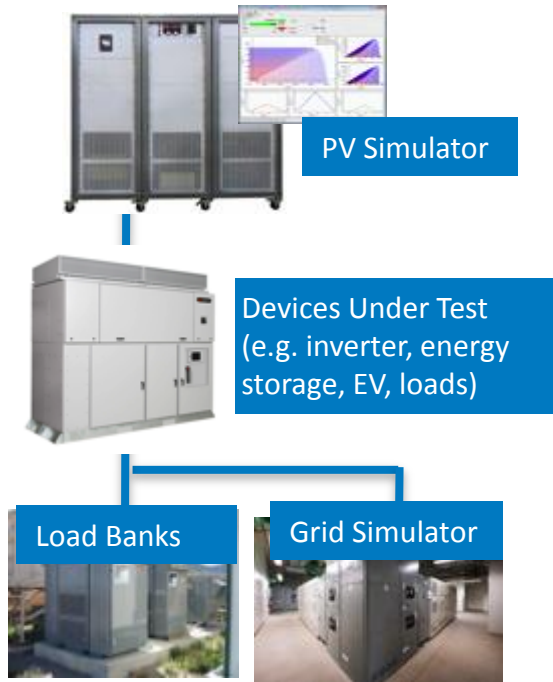 PV Simulator
Devices Under Test
(e.g. inverter, energy
storage, EV, loads)
Load Banks
Grid Simulator